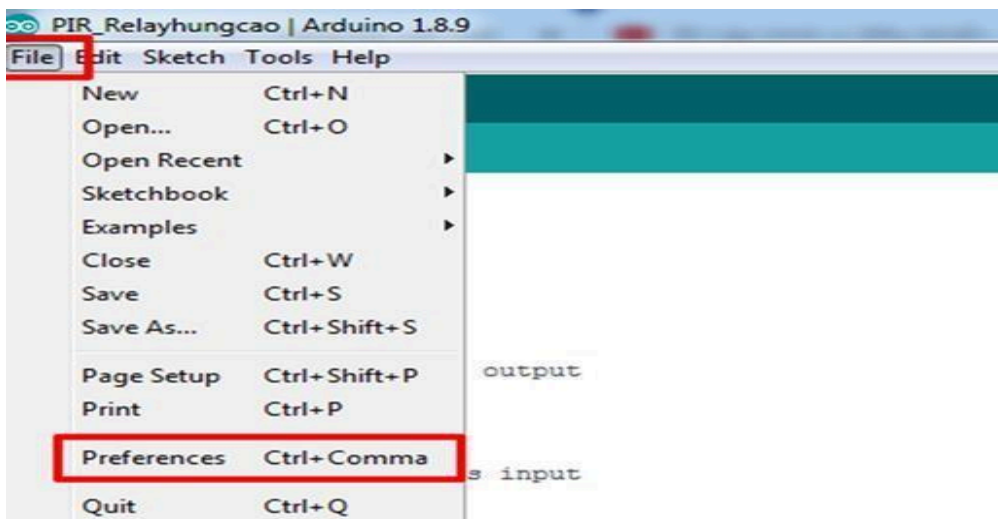 PIR_Relayhungcao | Arduino 1.8.9
File Edit Sketch Tools Help
New Ctrl+N
Open... Ctrl+O
Open Recent
Sketchbook
Examples
Close Ctrl+W
Save Ctrl+S
Save As... Ctrl+Shift+S
Page Setup Ctrl+Shift+P
output
Print Ctrl+P
Preferences Ctrl+Comma
s input
Quit Ctrl+Q